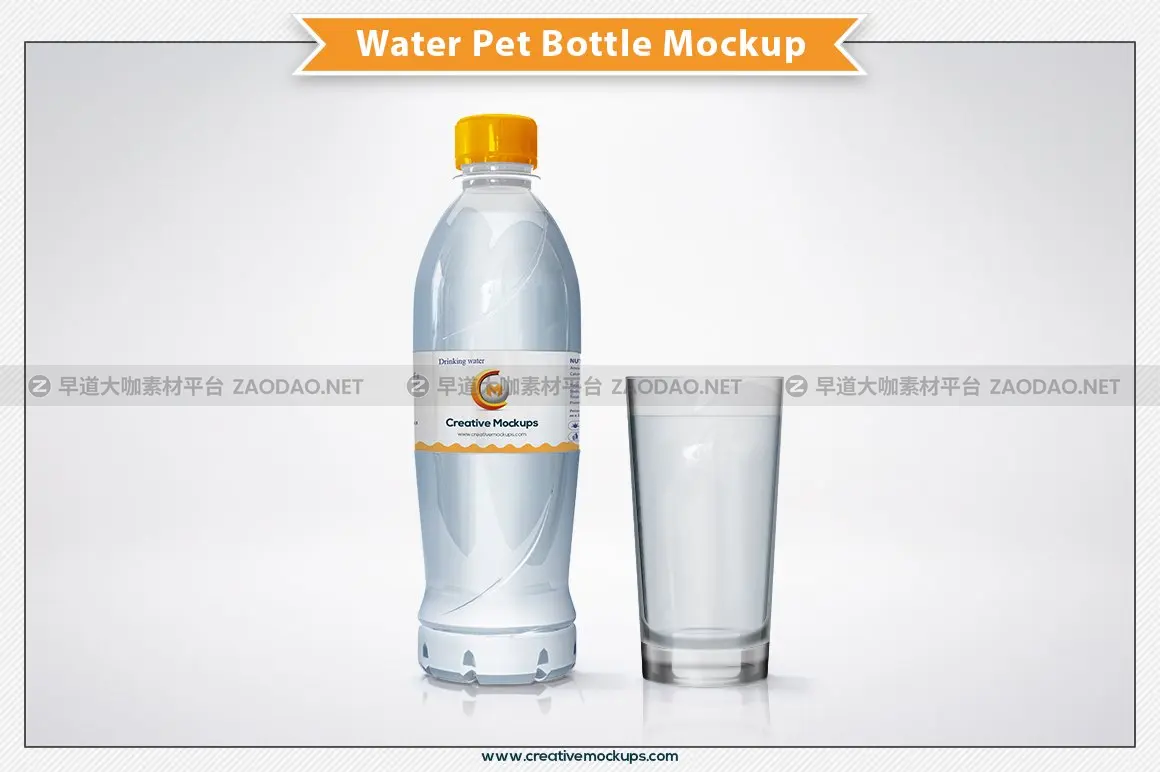 Water Pet Bottle Mockup
早道大咖素材平台 ZAODAO.NET
早道大咖素材平台 ZAODAO.NET
早道大咖素材平台 ZAODAO.NET
Drinking water
Creative Mockups
www.creativemockups.com
www.creativemockups.com